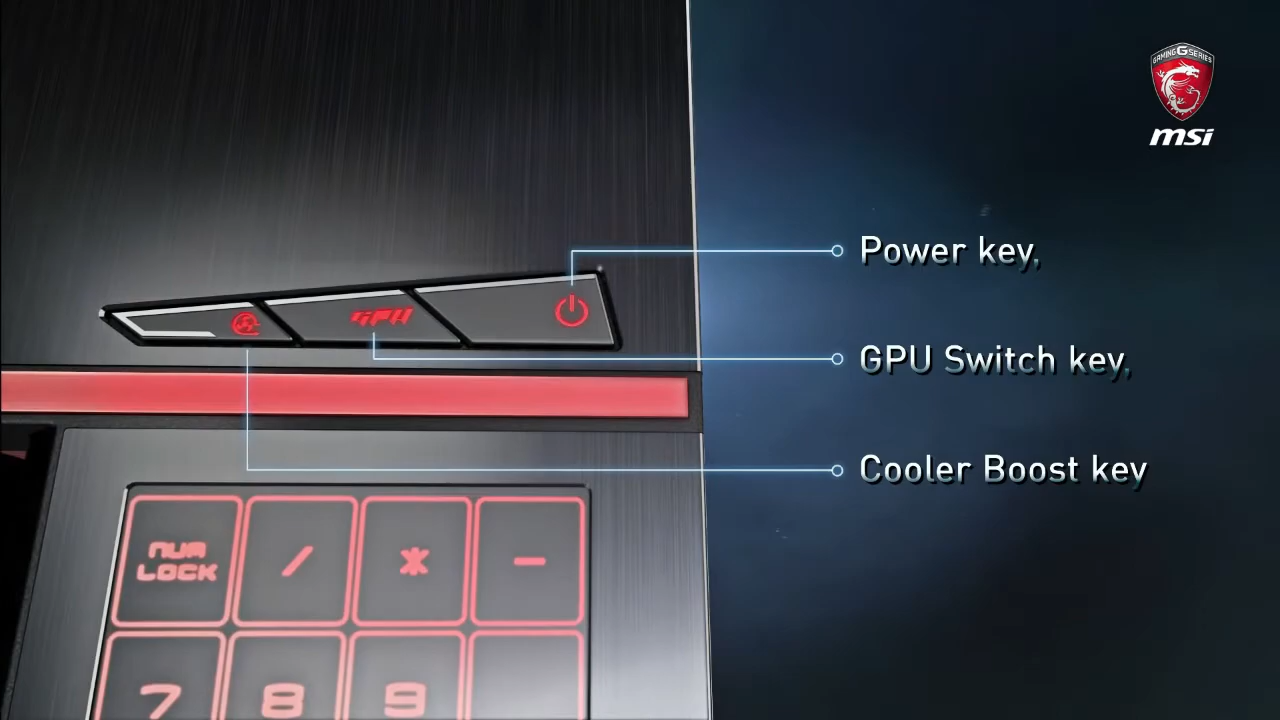 GAMING G SERIES
msi
Power key,
GPU Switch key,
GPU
Cooler Boost key
NUM
LOCK / * -
7 8 9